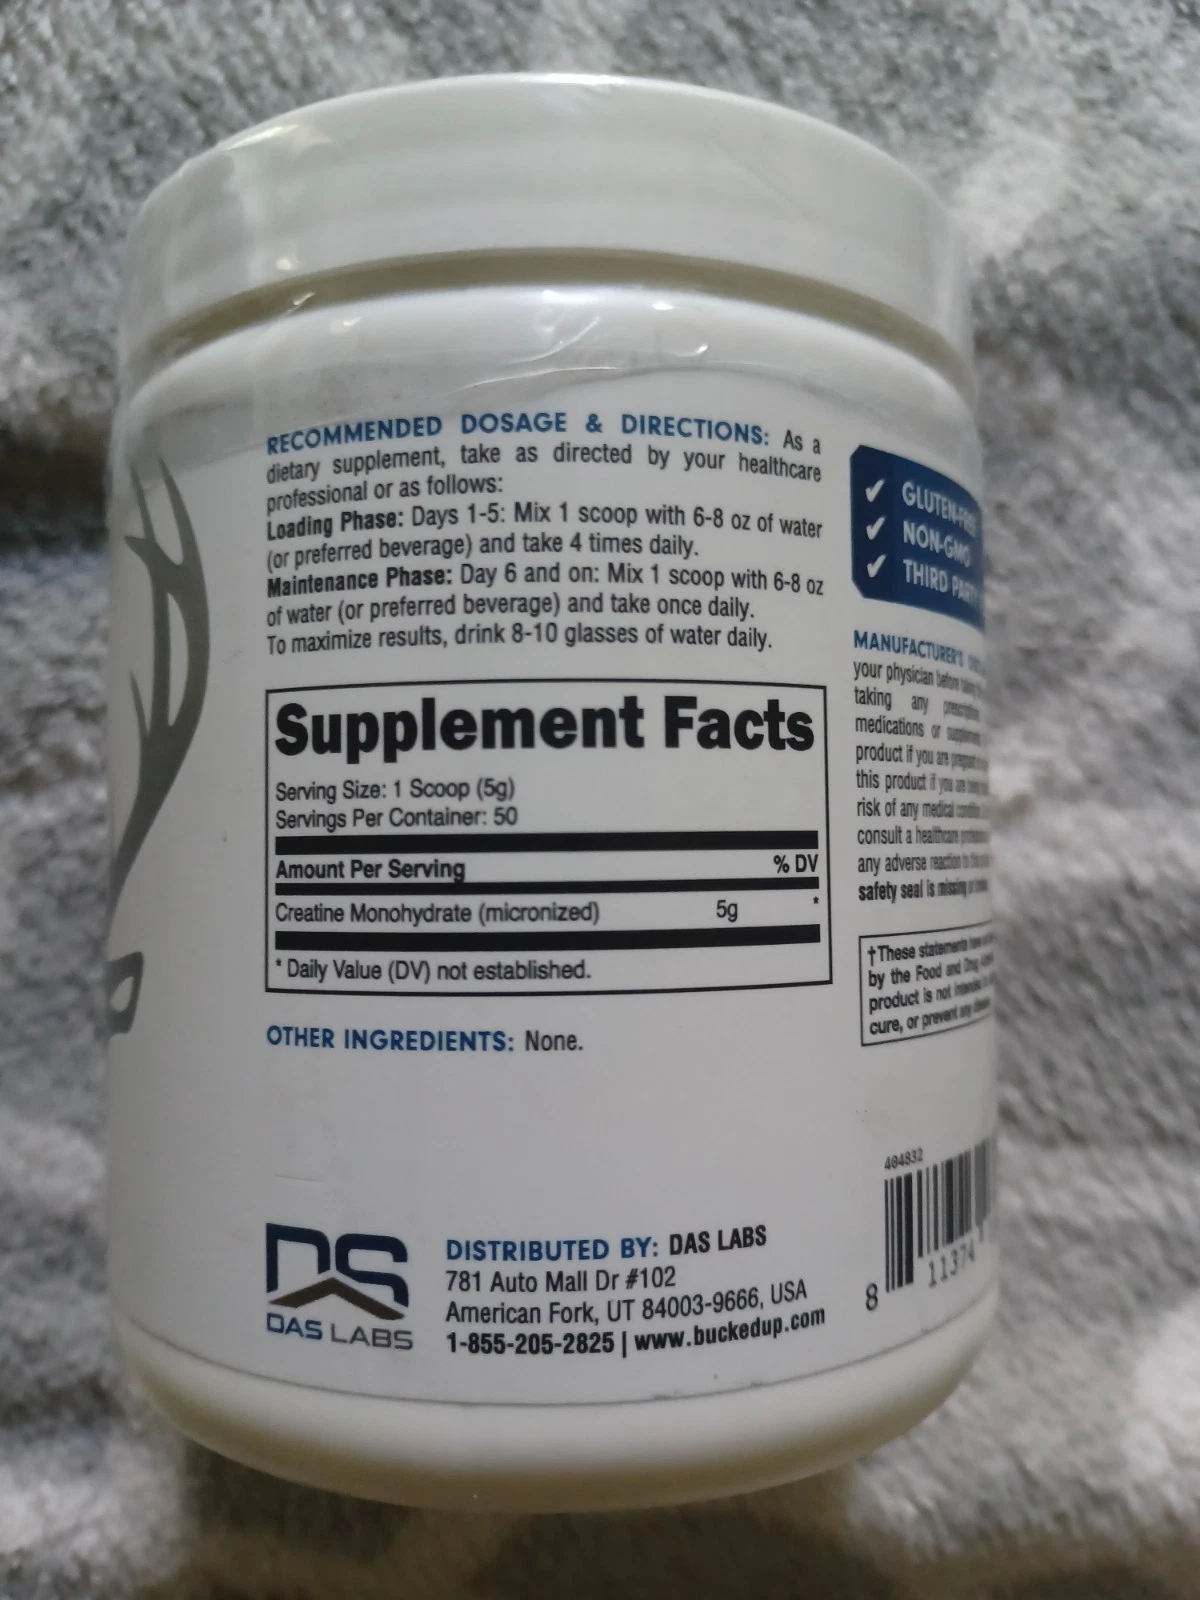 RECOMMENDED DOSAGE & DIRECTIONS: As a
dietary supplement, take as directed by your healthcare
professional or as follows:
Loading Phase: Days 1-5: Mix 1 scoop with 6-8 oz of water
(or preferred beverage) and take 4 times daily.
Maintenance Phase: Day 6 and on: Mix 1 scoop with 6-8 oz
of water (or preferred beverage) and take once daily.
To maximize results, drink 8-10 glasses of water daily.
Supplement Facts
Serving Size: 1 Scoop (5g)
Servings Per Container: 50
Amount Per Serving % DV
Creatine Monohydrate (micronized) 5g *
* Daily Value (DV) not established.
OTHER INGREDIENTS: None.
DS
DAS LABS
DISTRIBUTED BY: DAS LABS
781 Auto Mall Dr #102
American Fork, UT 84003-9666, USA
1-855-205-2825 | www.buckedup.com
✔ GLUTEN-FREE
✔ NON-GMO
✔ THIRD PARTY
MANUFACTURER'S
your physician before
taking any
medications or
product if you are
this product if you are
risk of any medical
consult a healthcare
any adverse reaction to
safety seal is missing or
†These statements
by the Food and Drug
product is not
cure, or prevent any
404832
8 11374